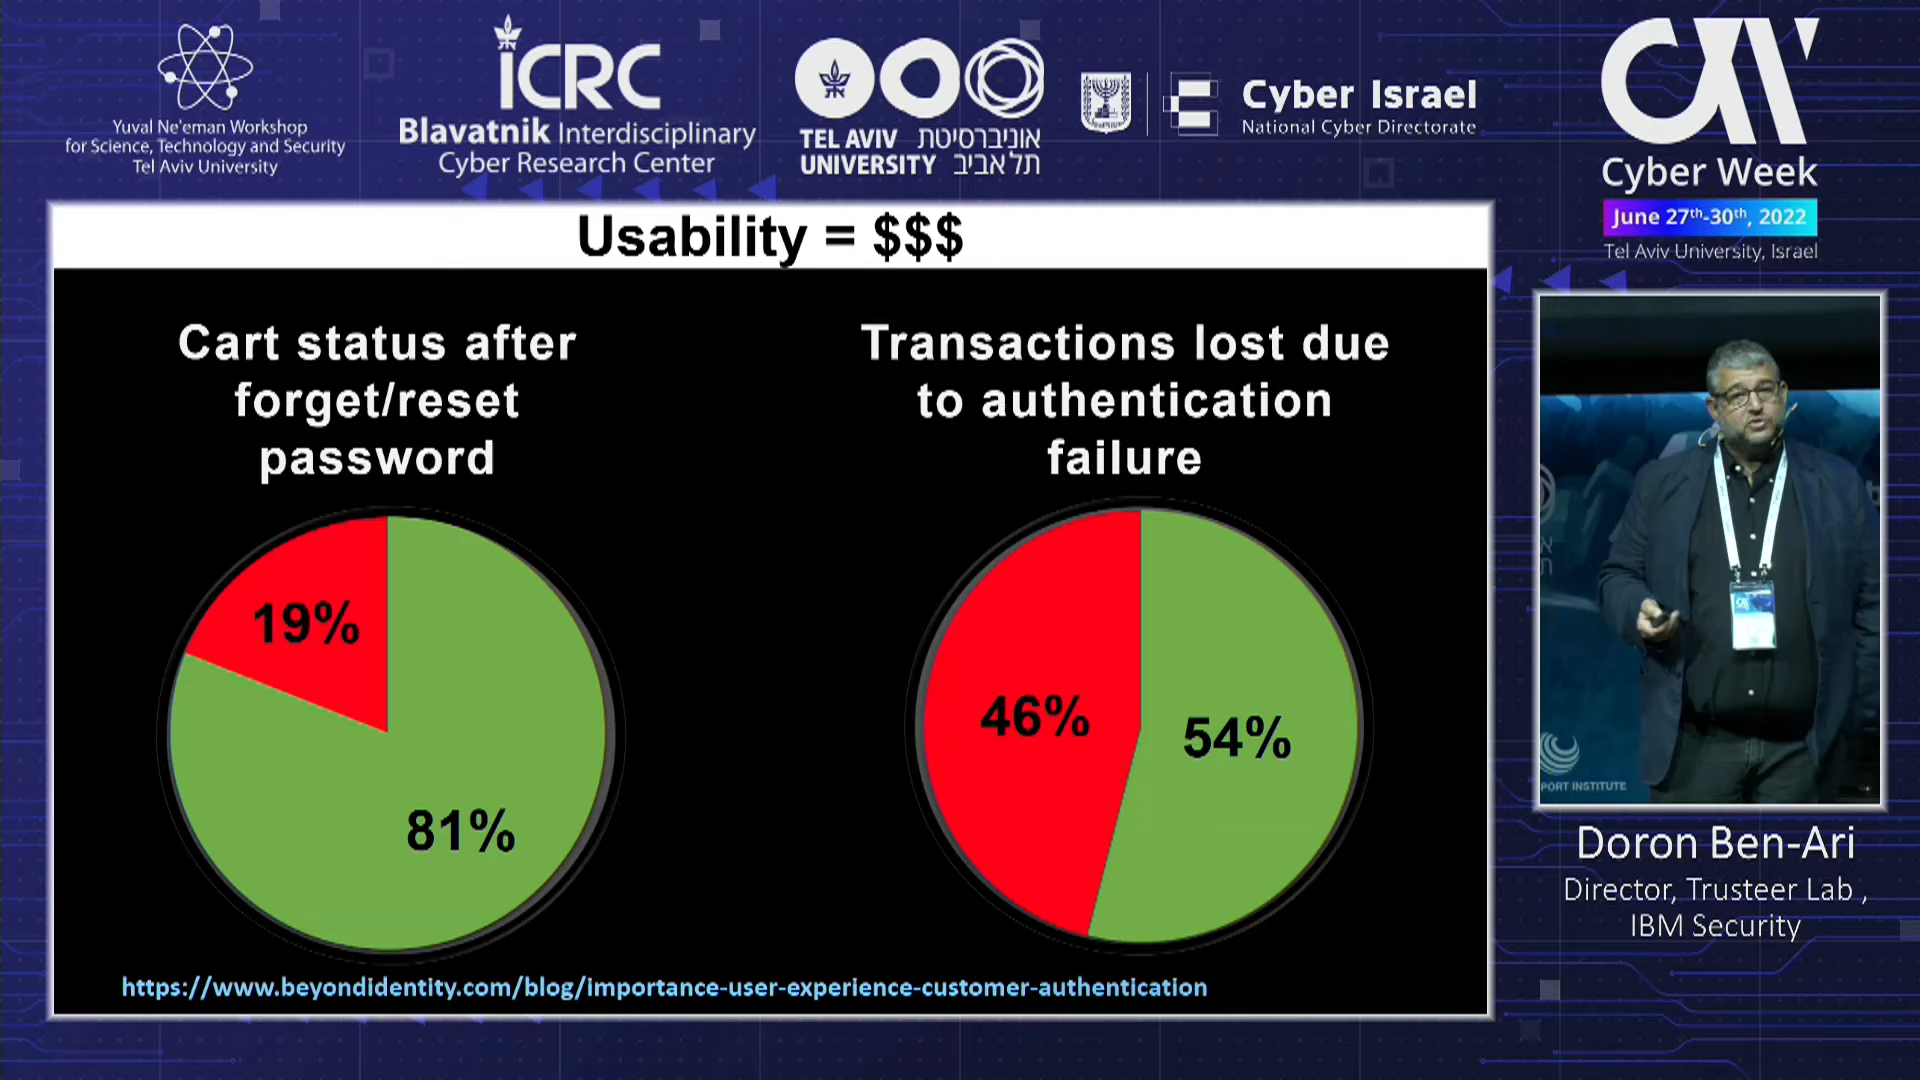 Yuval Ne'eman Workshop
for Science, Technology and Security
Tel Aviv University
iCRC
Blavatnik Interdisciplinary
Cyber Research Center
TEL AVIV אוניברסיטת
UNIVERSITY תל אביב
Cyber Israel
National Cyber Directorate
Cyber Week
June 27th-30th, 2022
Tel Aviv University, Israel
Usability = $$$
Cart status after
forget/reset
password
19%
81%
Transactions lost due
to authentication
failure
46%
54%
https://www.beyondidentity.com/blog/importance-user-experience-customer-authentication
PORT INSTITUTE
Doron Ben-Ari
Director, Trusteer Lab ,
IBM Security